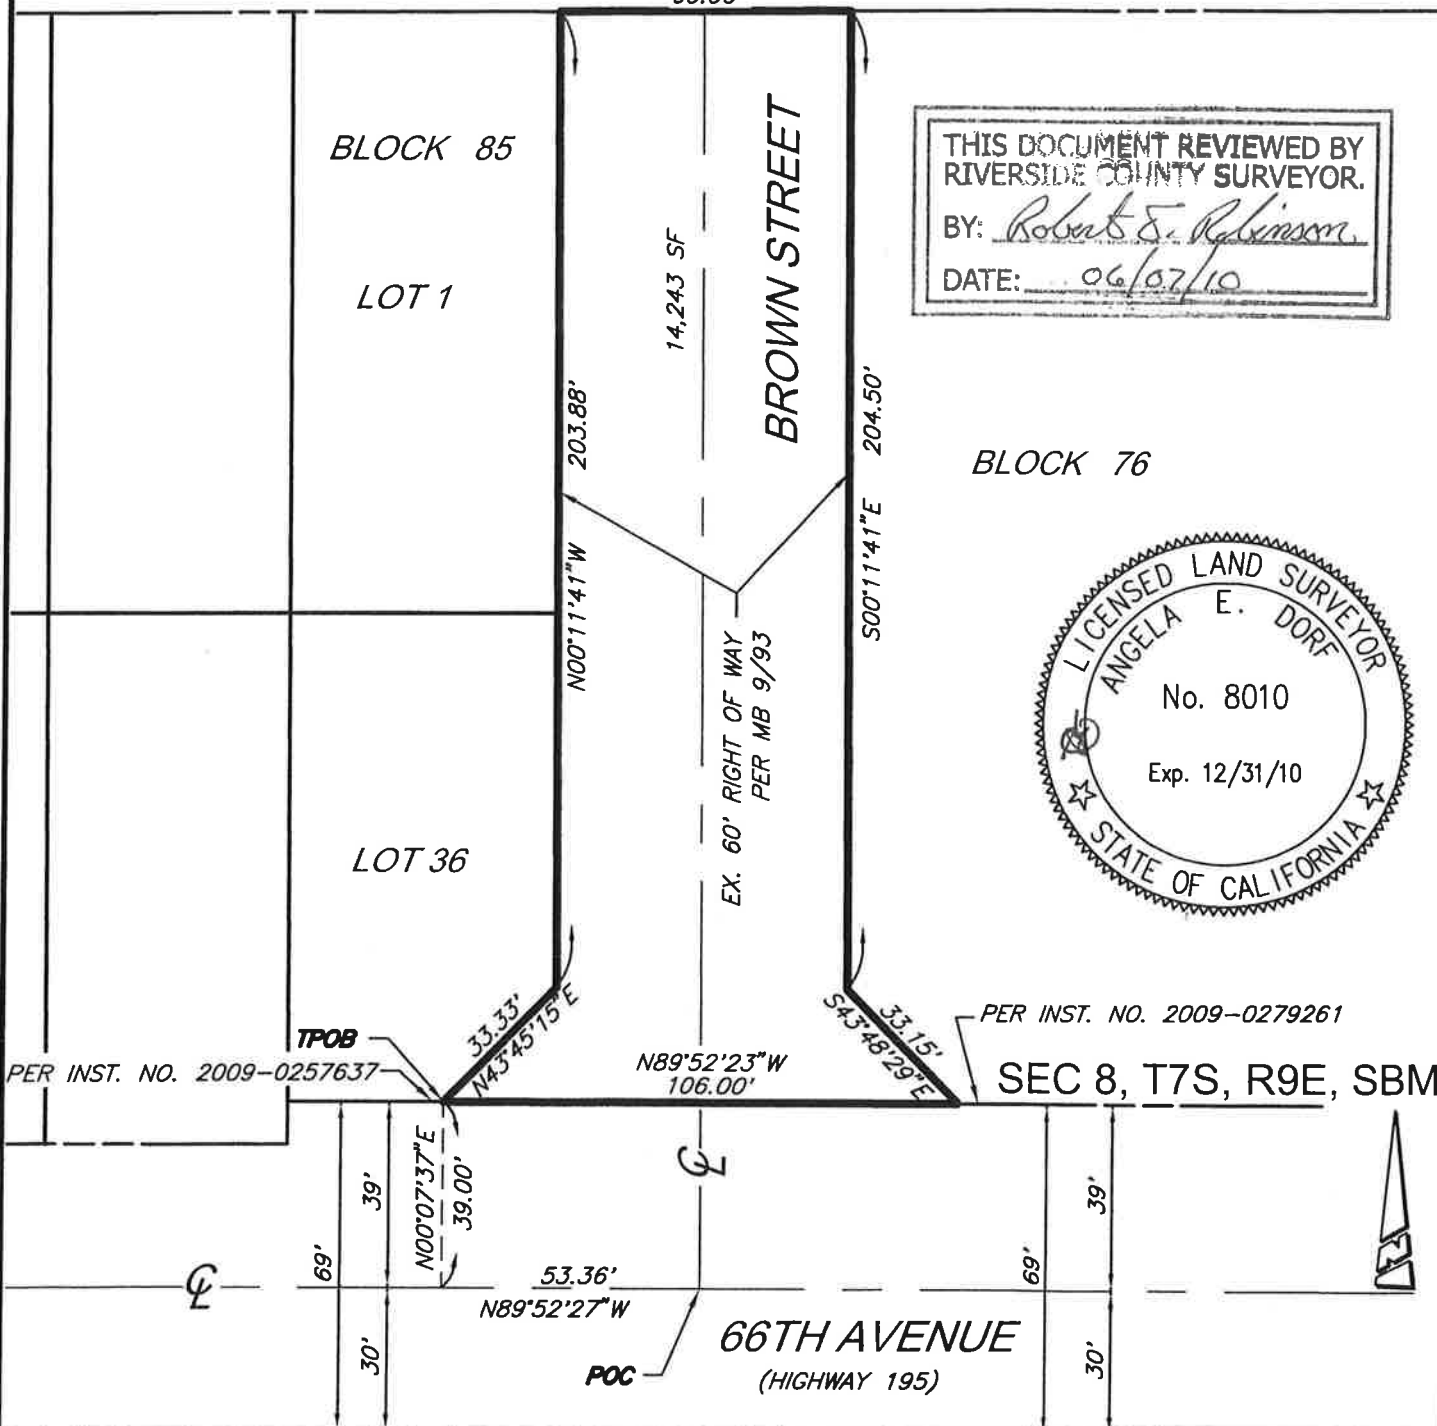 BLOCK 85
LOT 1
14,243 SF
BROWN STREET
THIS DOCUMENT REVIEWED BY
RIVERSIDE COUNTY SURVEYOR.
BY: Robert E. Robinson
DATE: 06/07/10
203.88'
N00°11'41"W
204.50'
S00°11'41"E
BLOCK 76
LICENSED LAND SURVEYOR
ANGELA E. DORF
No. 8010
Exp. 12/31/10
STATE OF CALIFORNIA
EX. 60' RIGHT OF WAY
PER MB 9/93
LOT 36
TPOB
33.33'
N43°45'15"E
33.15'
S43°48'29"E
PER INST. NO. 2009-0279261
PER INST. NO. 2009-0257637
N89°52'23"W
106.00'
SEC 8, T7S, R9E, SBM
N00°07'37"E
39.00'
39'
69'
30'
39'
69'
30'
CL
CL
N
53.36'
N89°52'27"W
POC
66TH AVENUE
(HIGHWAY 195)